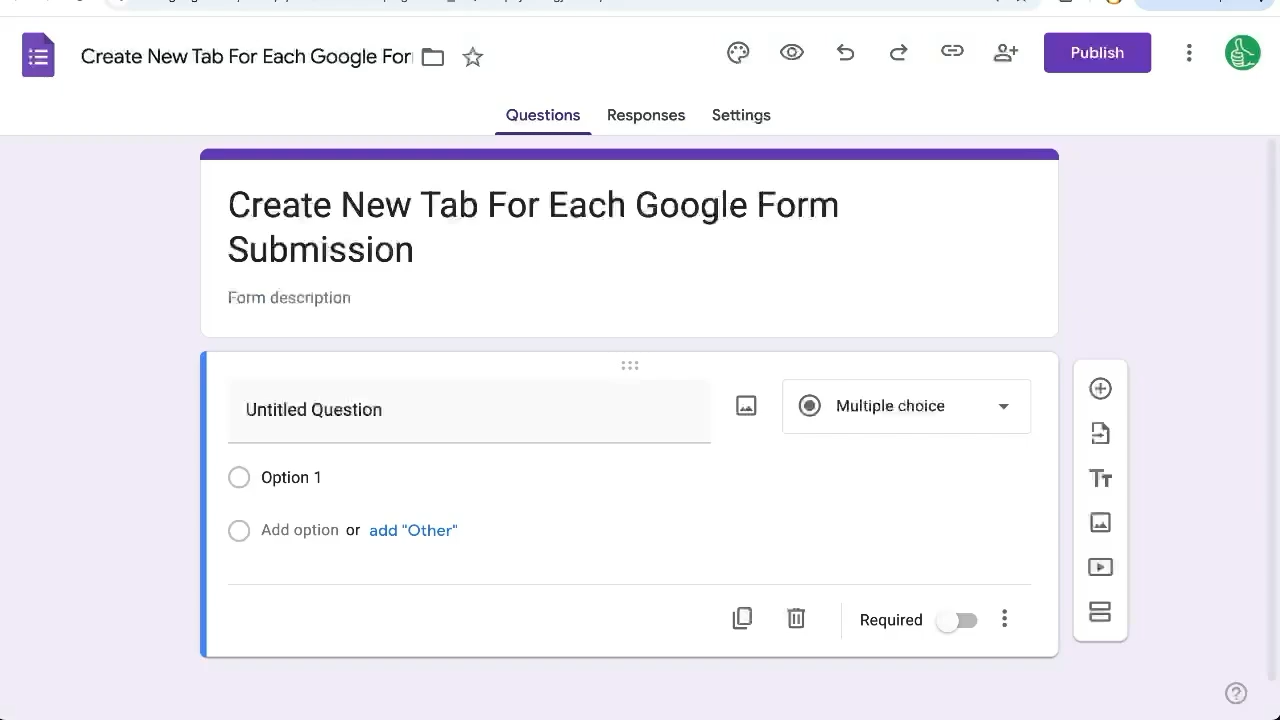 Create New Tab For Each Google For
Publish
Questions
Responses
Settings
Create New Tab For Each Google Form
Submission
Form description
Untitled Question
Multiple choice
Option 1
Add option or add "Other"
Required